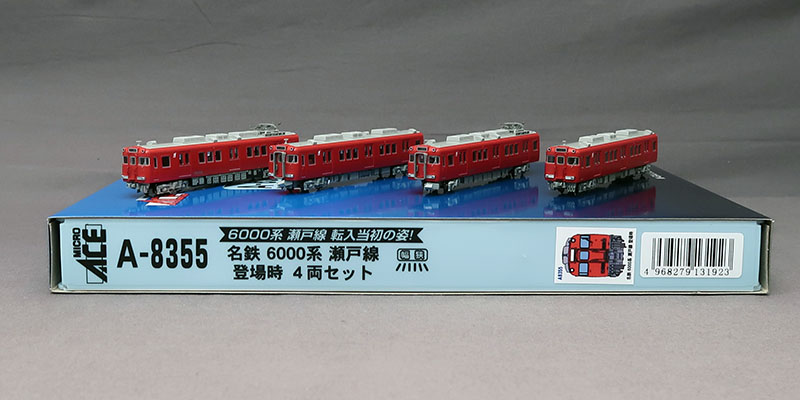 MICRO ACE
A-8355
6000系 瀬戸線 転入当初の姿!
名鉄 6000系 瀬戸線
登場時 4両セット
A-8355
4 968279 131923